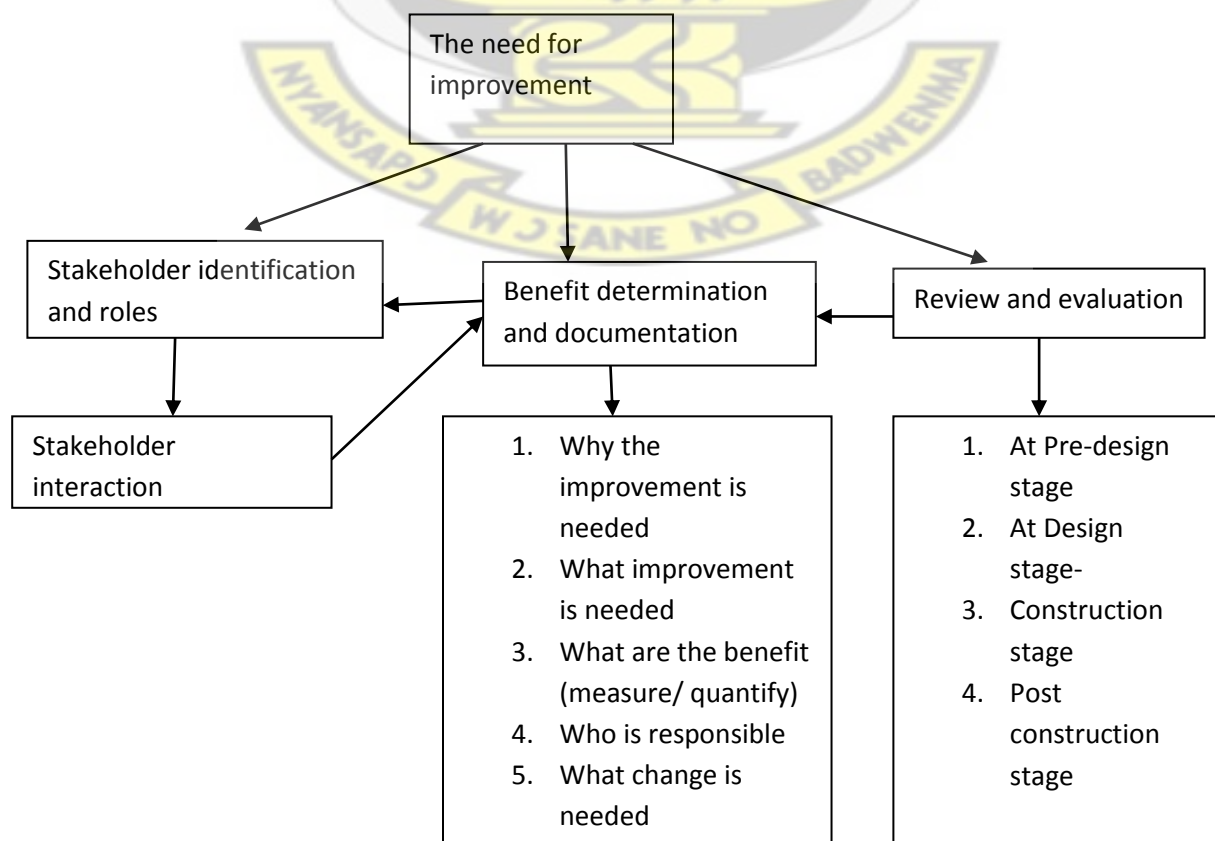 The need for
improvement
NYANSAPƆ
WƆSANE NO
BADWENMA
Stakeholder identification
and roles
Benefit determination
and documentation
Review and evaluation
Stakeholder
interaction
1. Why the
improvement is
needed
2. What improvement
is needed
3. What are the benefit
(measure/ quantify)
4. Who is responsible
5. What change is
needed
1. At Pre-design
stage
2. At Design
stage-
3. Construction
stage
4. Post
construction
stage